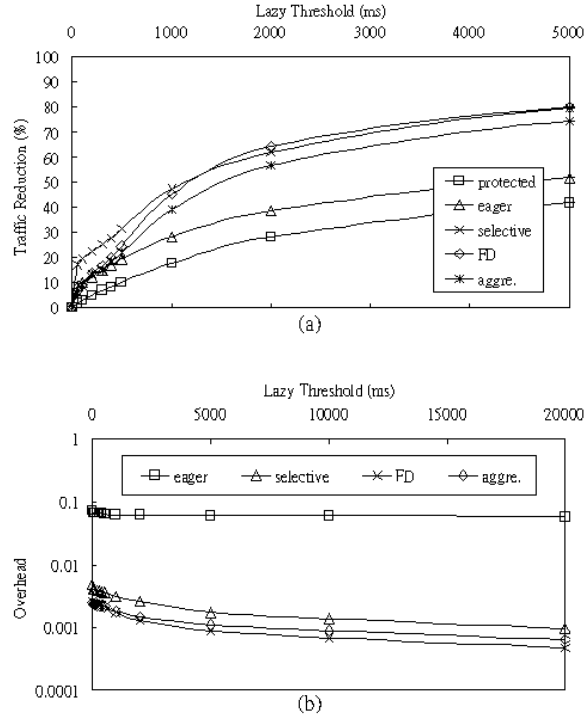 Lazy Threshold (ms)
0 1000 2000 3000 4000 5000
100
90
80
70
60
50
40
30
20
10
0
Traffic Reduction (%)
protected
eager
selective
FD
aggre.
(a)
Lazy Threshold (ms)
0 5000 10000 15000 20000
1
0.1
0.01
0.001
0.0001
Overhead
eager selective FD aggre.
(b)